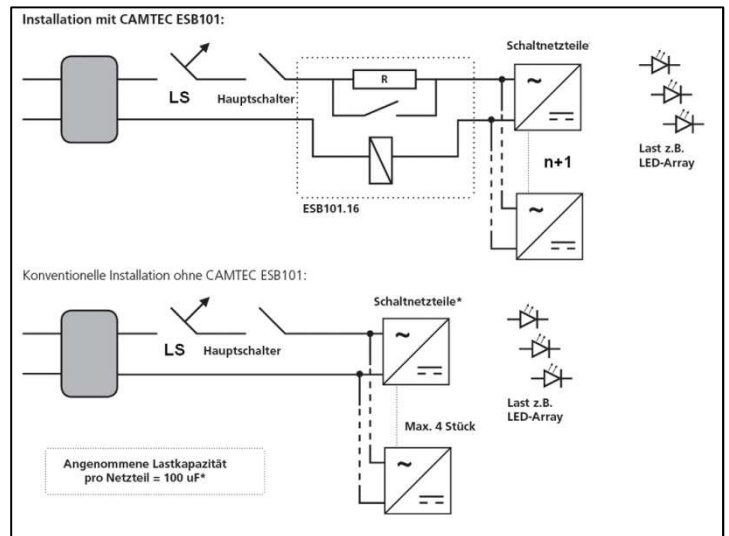 Installation mit CAMTEC ESB101:
Schaltnetzteile
R
LS
Hauptschalter
~
n+1
Last z.B.
LED-Array
ESB101.16
~
Konventionelle Installation ohne CAMTEC ESB101:
Schaltnetzteile*
LS
Hauptschalter
~
Last z.B.
LED-Array
Max. 4 Stück
Angenommene Lastkapazität
pro Netzteil = 100 uF*
~